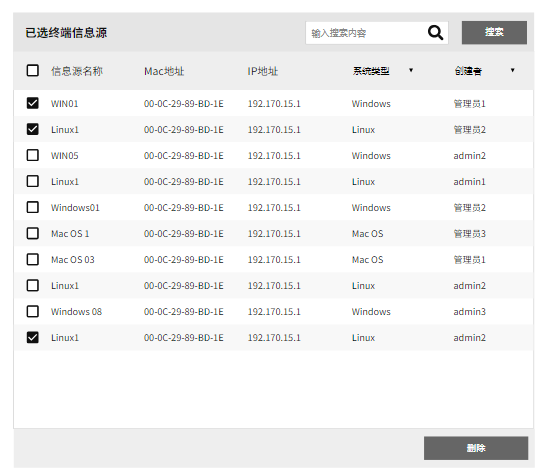 已选终端信息源
输入搜索内容 搜索
信息源名称 Mac地址 IP地址 系统类型 创建者
WIN01 00-0C-29-89-BD-1E 192.170.15.1 Windows 管理员1
Linux1 00-0C-29-89-BD-1E 192.170.15.1 Linux 管理员2
WIN05 00-0C-29-89-BD-1E 192.170.15.1 Windows admin2
Linux1 00-0C-29-89-BD-1E 192.170.15.1 Linux admin1
Windows01 00-0C-29-89-BD-1E 192.170.15.1 Windows 管理员2
Mac OS 1 00-0C-29-89-BD-1E 192.170.15.1 Mac OS 管理员3
Mac OS 03 00-0C-29-89-BD-1E 192.170.15.1 Mac OS 管理员1
Linux1 00-0C-29-89-BD-1E 192.170.15.1 Linux admin2
Windows 08 00-0C-29-89-BD-1E 192.170.15.1 Windows admin3
Linux1 00-0C-29-89-BD-1E 192.170.15.1 Linux admin2
删除